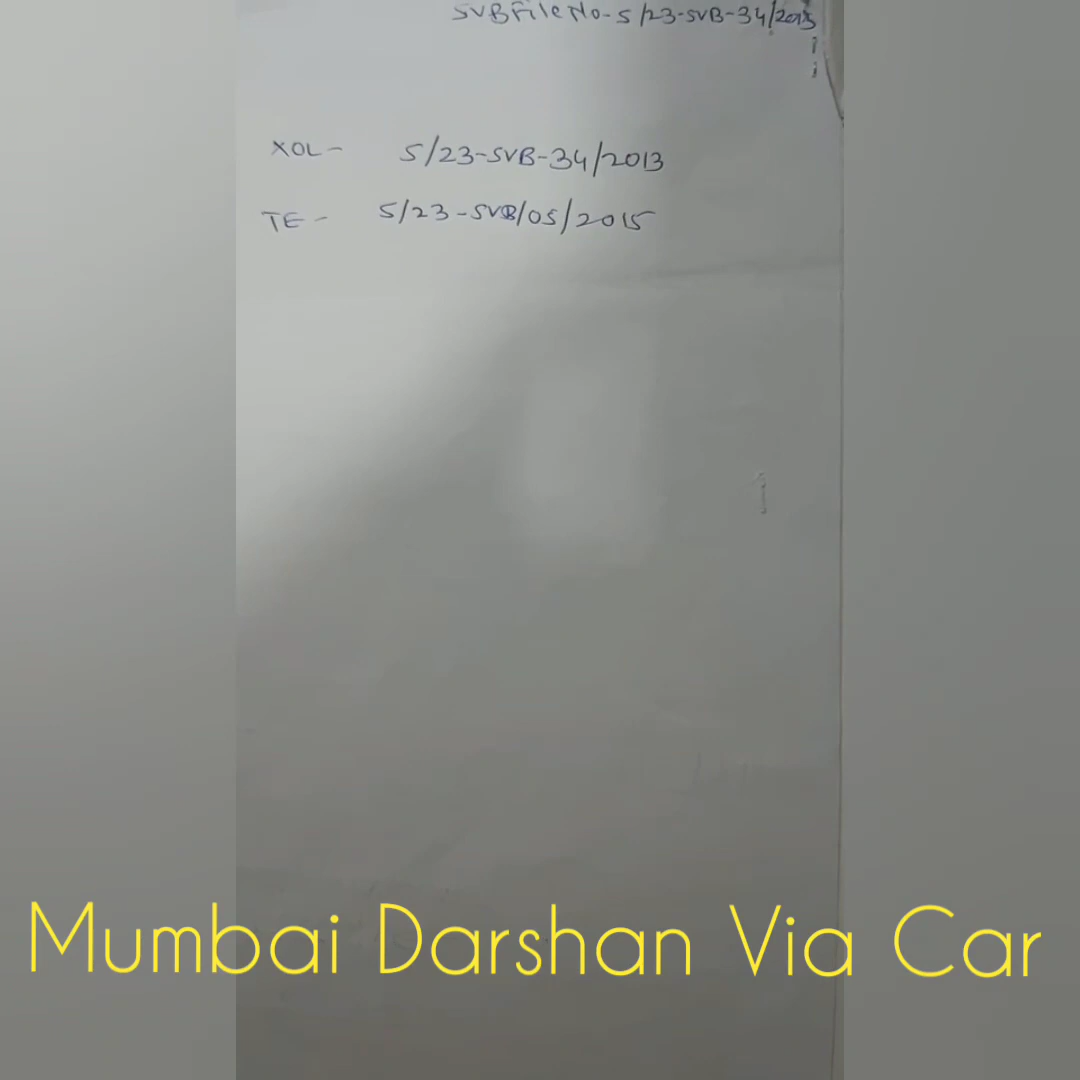 SVB File No-S/23-SVB-34/2013
XOL - S/23-SVB-34/2013
TE - S/23-SVB/05/2015
Mumbai Darshan Via Car